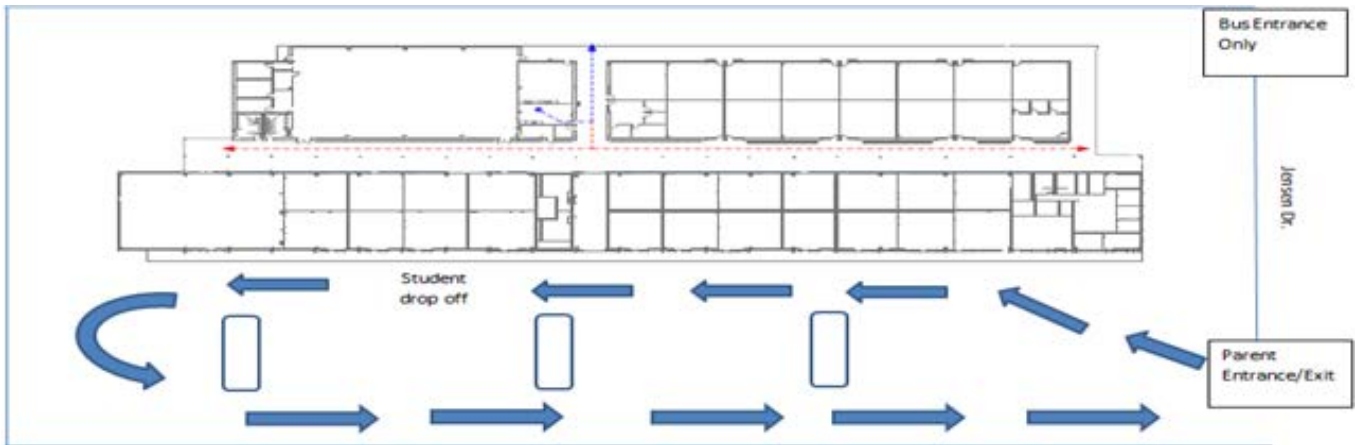 Bus Entrance
Only
Jensen Dr.
Student
drop off
Parent
Entrance/Exit